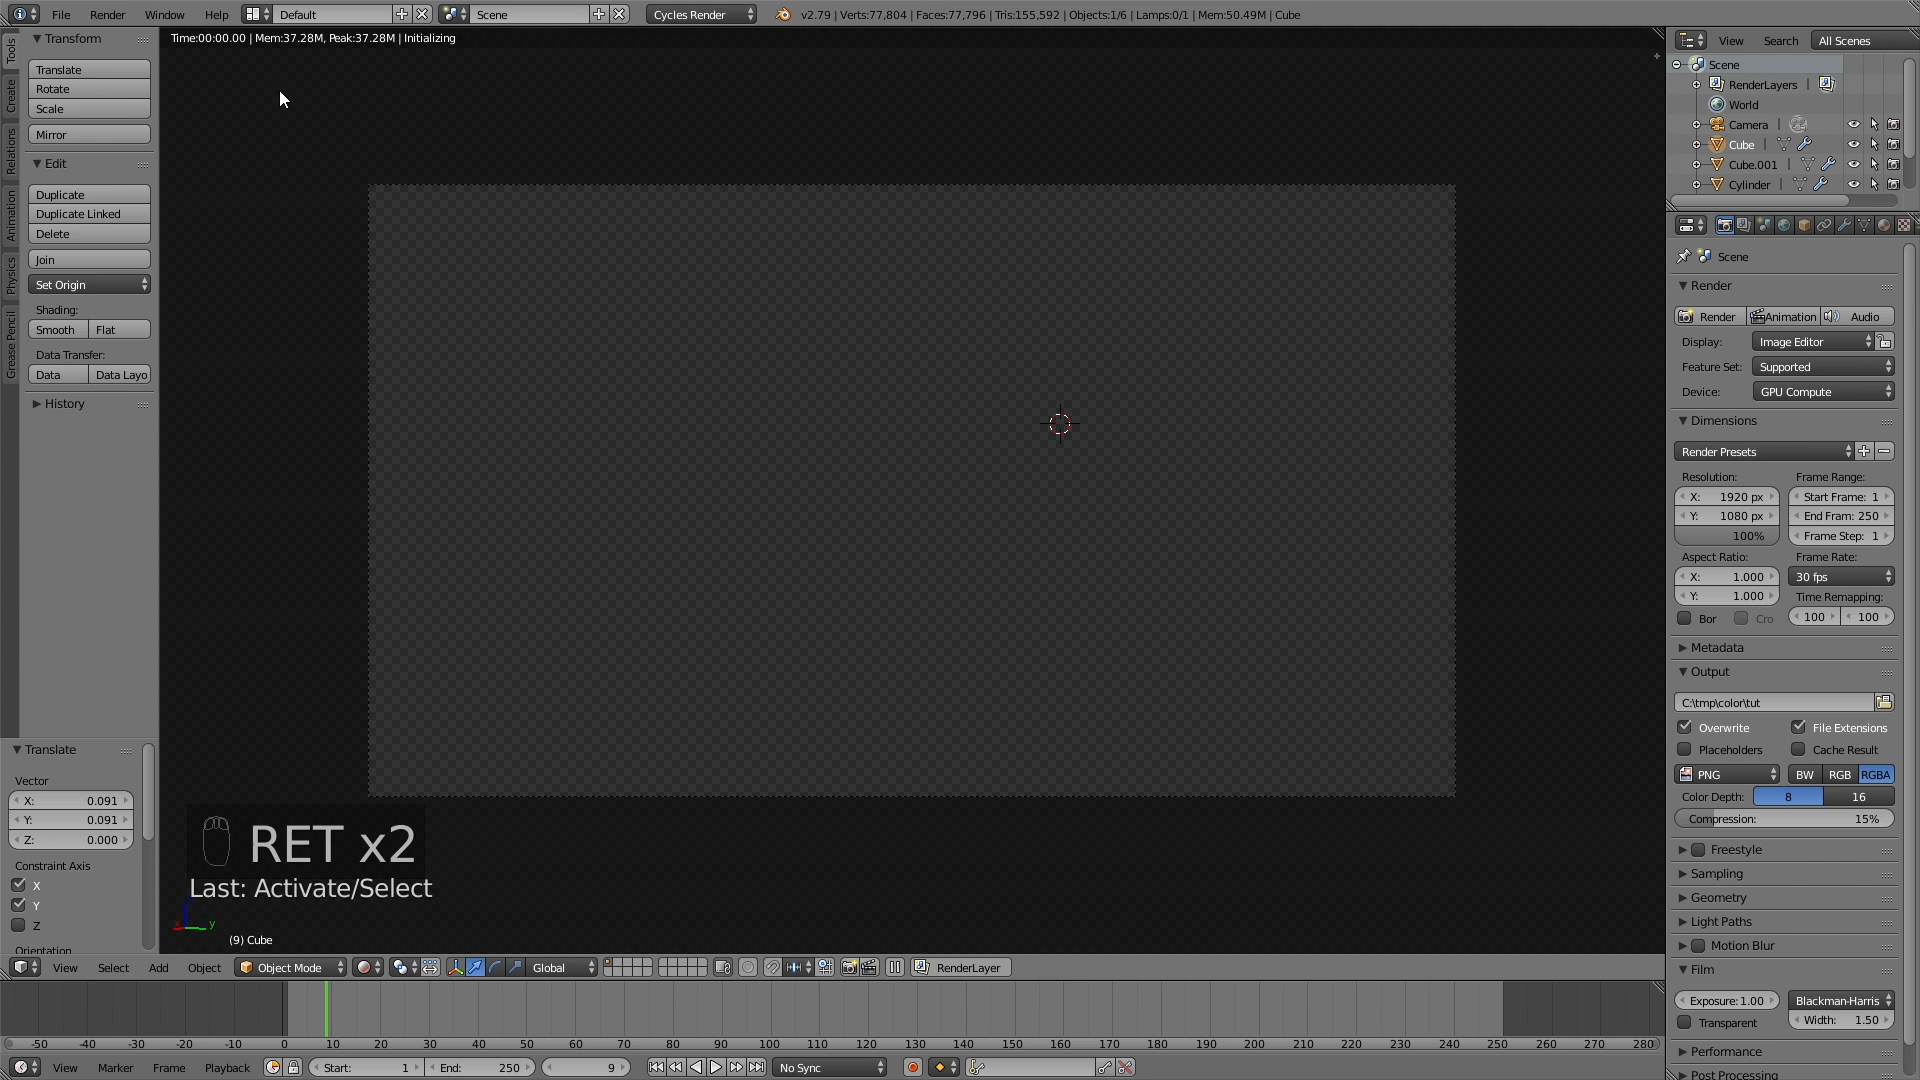 File Render Window Help Default Scene Cycles Render v2.79 | Verts:77,804 | Faces:77,796 | Tris:155,592 | Objects:1/6 | Lamps:0/1 | Mem:50.49M | Cube
Time:00:00.00 | Mem:37.28M, Peak:37.28M | Initializing
Tools
Create
Relations
Animation
Physics
Grease Pencil
Transform
Translate
Rotate
Scale
Mirror
Edit
Duplicate
Duplicate Linked
Delete
Join
Set Origin
Shading:
Smooth Flat
Data Transfer:
Data Data Layo
History
Translate
Vector
X: 0.091
Y: 0.091
Z: 0.000
Constraint Axis
X
Y
Z
Orientation
RET x2
Last: Activate/Select
x y
(9) Cube
View Select Add Object Object Mode Global RenderLayer
-50 -40 -30 -20 -10 0 10 20 30 40 50 60 70 80 90 100 110 120 130 140 150 160 170 180 190 200 210 220 230 240 250 260 270 280
View Marker Frame Playback Start: 1 End: 250 9 No Sync
View Search All Scenes
Scene
RenderLayers |
World
Camera |
Cube |
Cube.001 |
Cylinder |
Scene
Render
Render Animation Audio
Display: Image Editor
Feature Set: Supported
Device: GPU Compute
Dimensions
Render Presets
Resolution: Frame Range:
X: 1920 px Start Frame: 1
Y: 1080 px End Fram: 250
100% Frame Step: 1
Aspect Ratio: Frame Rate:
X: 1.000 30 fps
Y: 1.000 Time Remapping:
Bor Cro 100 100
Metadata
Output
C:\tmp\color\tut
Overwrite File Extensions
Placeholders Cache Result
PNG BW RGB RGBA
Color Depth: 8 16
Compression: 15%
Freestyle
Sampling
Geometry
Light Paths
Motion Blur
Film
Exposure: 1.00 Blackman-Harris
Transparent Width: 1.50
Performance
Post Processing